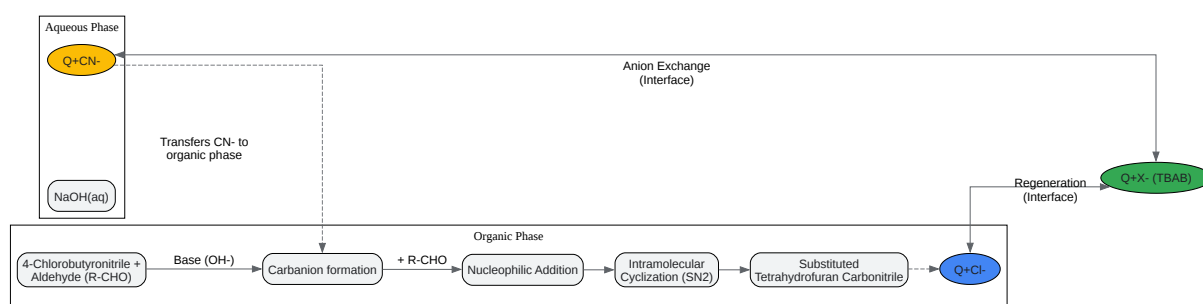 Aqueous Phase
Q+CN-
Anion Exchange
(Interface)
Transfers CN- to
organic phase
NaOH(aq)
Q+X- (TBAB)
Regeneration
(Interface)
Organic Phase
4-Chlorobutyronitrile +
Aldehyde (R-CHO)
Base (OH-)
Carbanion formation
+ R-CHO
Nucleophilic Addition
Intramolecular
Cyclization (SN2)
Substituted
Tetrahydrofuran Carbonitrile
Q+Cl-